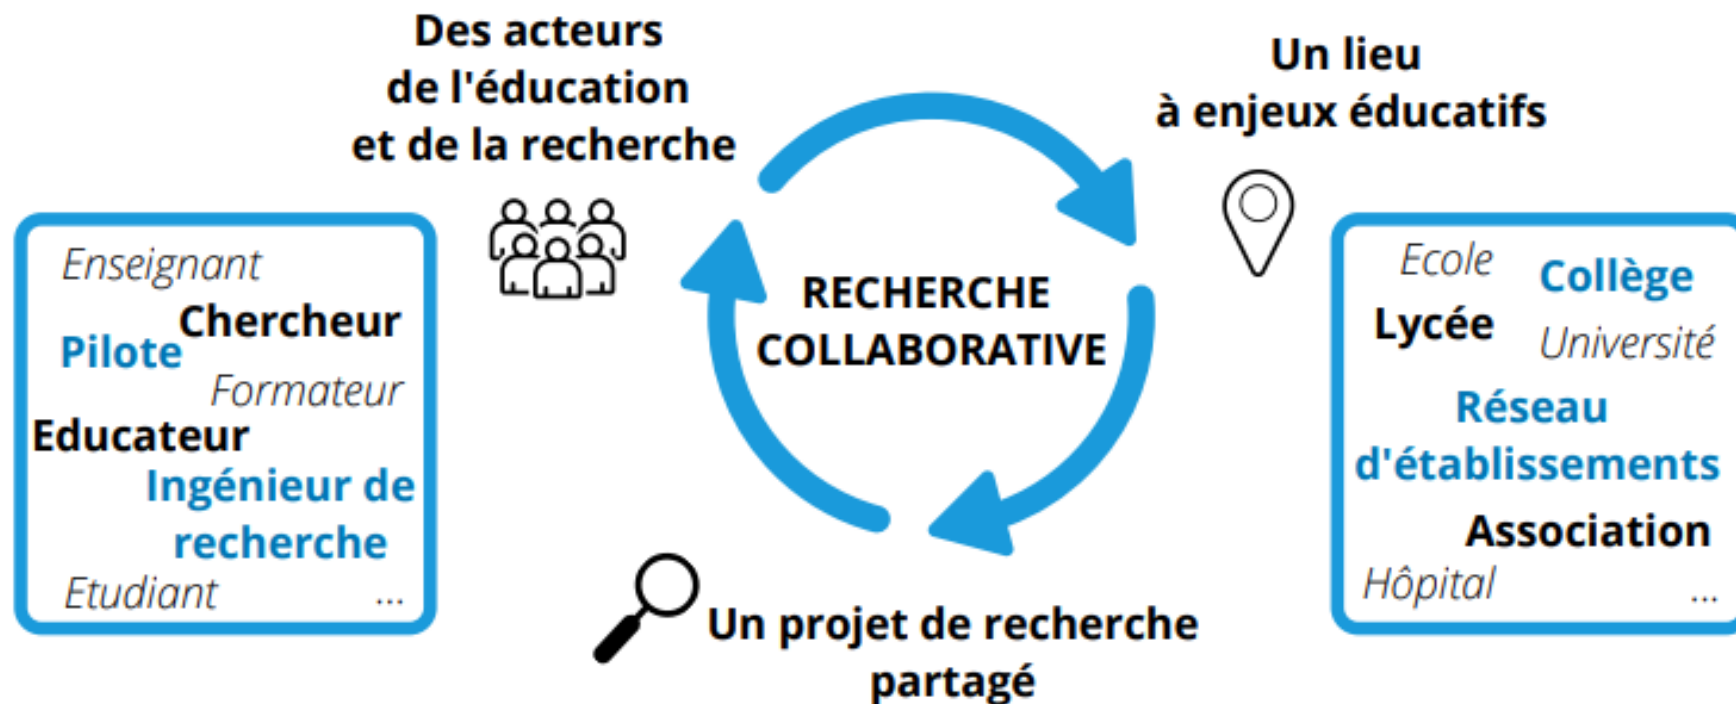 Des acteurs
de l'éducation
et de la recherche
Un lieu
à enjeux éducatifs
Enseignant
Chercheur
Pilote
Formateur
Educateur
Ingénieur de
recherche
Etudiant ...
RECHERCHE
COLLABORATIVE
Ecole
Collège
Lycée
Université
Réseau
d'établissements
Association
Hôpital ...
Un projet de recherche
partagé